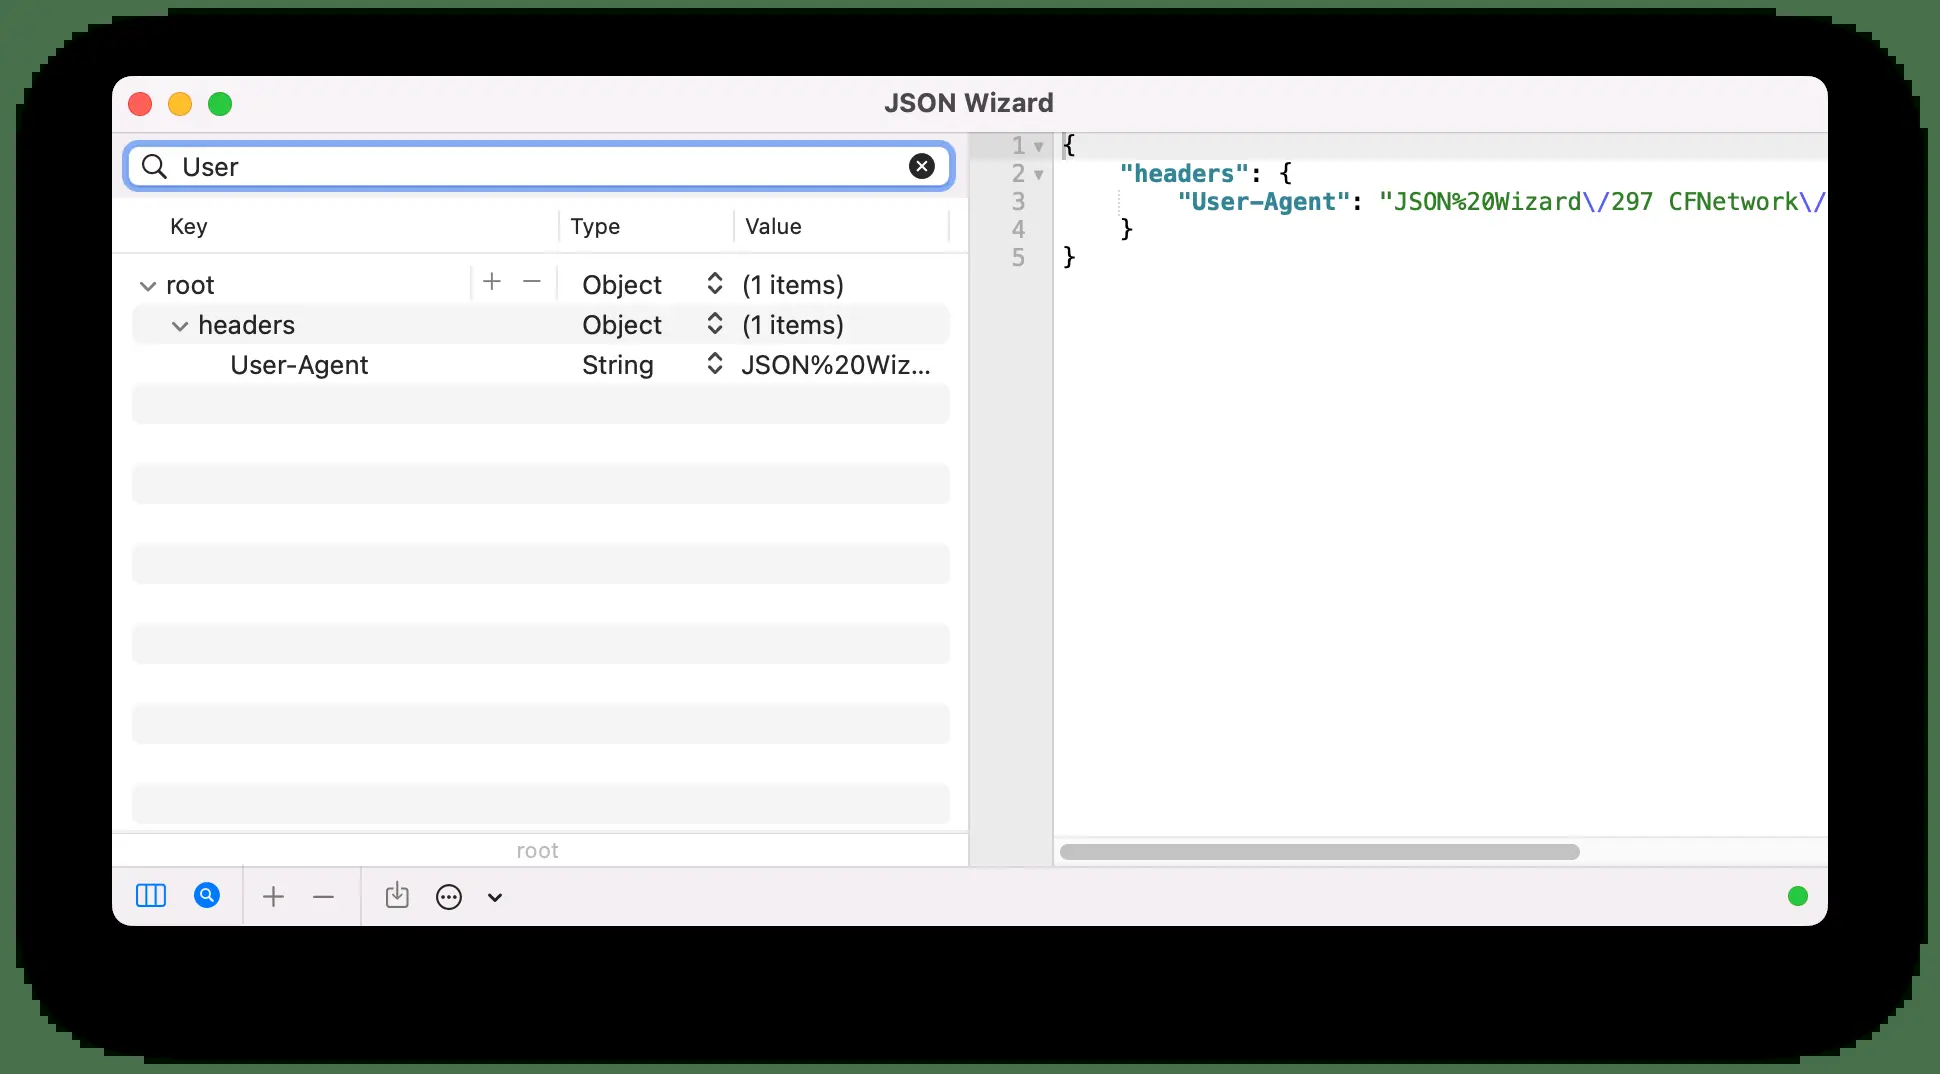 JSON Wizard
User
Key Type Value
root Object (1 items)
headers Object (1 items)
User-Agent String JSON%20Wiz...
root
1 {
2 "headers": {
3 "User-Agent": "JSON%20Wizard\/297 CFNetwork\/
4 }
5 }